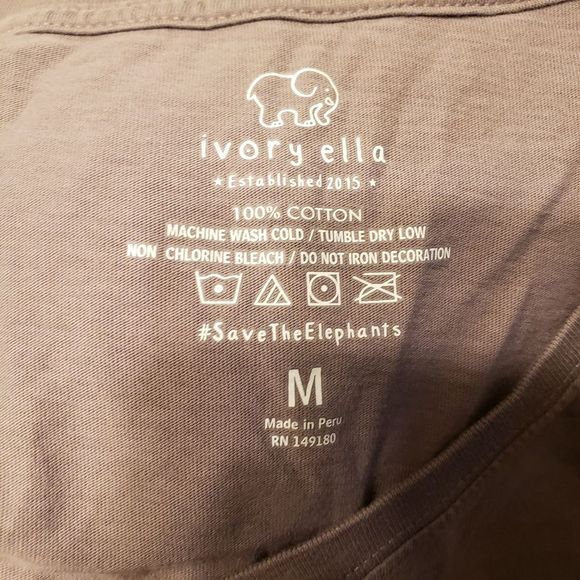 ivory ella
★ Established 2015 ★
100% COTTON
MACHINE WASH COLD / TUMBLE DRY LOW
NON CHLORINE BLEACH / DO NOT IRON DECORATION
#SaveTheElephants
M
Made in Peru
RN 149180